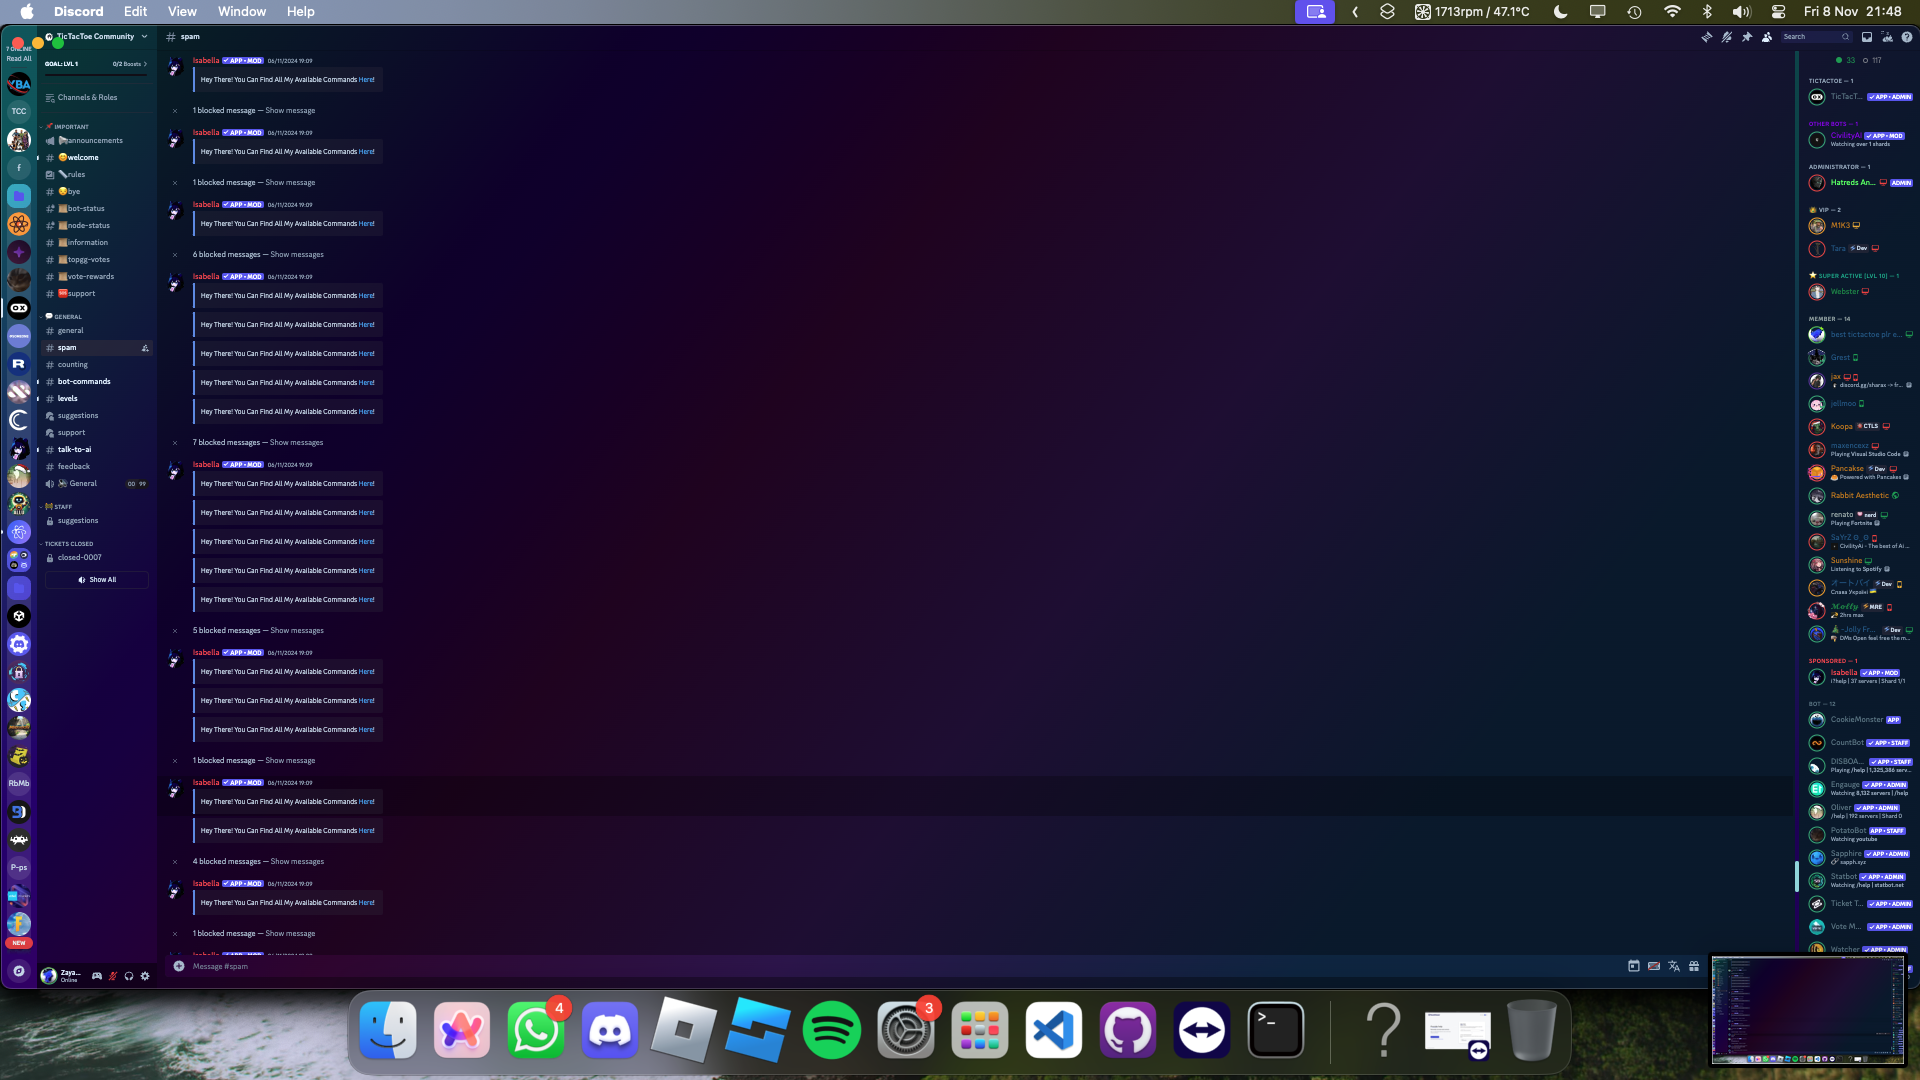 Discord Edit View Window Help
1713rpm / 47.1°C
Fri 8 Nov 21:48
7 ONLINE
Read All
XBA
TCC
f
OX
R
RbMb
P-ps
NEW
TicTacToe Community
GOAL: LVL 1 0/2 Boosts
Channels & Roles
IMPORTANT
announcements
welcome
rules
bye
bot-status
node-status
information
topgg-votes
vote-rewards
support
GENERAL
general
spam
counting
bot-commands
levels
suggestions
support
talk-to-ai
feedback
General 00 99
STAFF
suggestions
TICKETS CLOSED
closed-0007
Show All
Zaya...
Online
# spam
Search
Isabella ✓ APP • MOD 06/11/2024 19:09
Hey There! You Can Find All My Available Commands Here!
1 blocked message — Show message
Isabella ✓ APP • MOD 06/11/2024 19:09
Hey There! You Can Find All My Available Commands Here!
1 blocked message — Show message
Isabella ✓ APP • MOD 06/11/2024 19:09
Hey There! You Can Find All My Available Commands Here!
6 blocked messages — Show messages
Isabella ✓ APP • MOD 06/11/2024 19:09
Hey There! You Can Find All My Available Commands Here!
Hey There! You Can Find All My Available Commands Here!
Hey There! You Can Find All My Available Commands Here!
Hey There! You Can Find All My Available Commands Here!
Hey There! You Can Find All My Available Commands Here!
7 blocked messages — Show messages
Isabella ✓ APP • MOD 06/11/2024 19:09
Hey There! You Can Find All My Available Commands Here!
Hey There! You Can Find All My Available Commands Here!
Hey There! You Can Find All My Available Commands Here!
Hey There! You Can Find All My Available Commands Here!
Hey There! You Can Find All My Available Commands Here!
5 blocked messages — Show messages
Isabella ✓ APP • MOD 06/11/2024 19:09
Hey There! You Can Find All My Available Commands Here!
Hey There! You Can Find All My Available Commands Here!
Hey There! You Can Find All My Available Commands Here!
1 blocked message — Show message
Isabella ✓ APP • MOD 06/11/2024 19:09
Hey There! You Can Find All My Available Commands Here!
Hey There! You Can Find All My Available Commands Here!
4 blocked messages — Show messages
Isabella ✓ APP • MOD 06/11/2024 19:09
Hey There! You Can Find All My Available Commands Here!
1 blocked message — Show message
Message #spam
33 117
TICTACTOE — 1
TicTacT... ✓ APP • ADMIN
OTHER BOTS — 1
CivilityAi ✓ APP • MOD
Watching over 1 shards
ADMINISTRATOR — 1
Hatreds An... ADMIN
VIP — 2
M1K3
Tara Dev
SUPER ACTIVE [LVL 10] — 1
Webster
MEMBER — 14
best tictactoe plr e...
Grest
jax
discord.gg/sharax -> fr...
jellmoo
Koopa CTLS
maxencexz
Playing Visual Studio Code
Pancakse Dev
Powered with Pancakes
Rabbit Aesthetic
renato nerd
Playing Fortnite
SaYrZ ʘ_ʘ
CivilityAi - The best of Ai ...
Sunshine
Listening to Spotify
オートバイ Dev
Слава Україні
Molly MRE
2hrs max
-Jolly Fr... Dev
DMs Open feel free the m...
SPONSORED — 1
Isabella ✓ APP • MOD
i?help | 37 servers | Shard 1/1
BOT — 12
CookieMonster APP
CountBot ✓ APP • STAFF
DISBOA... ✓ APP • STAFF
Playing /help | 1,325,386 serv...
Engauge ✓ APP • ADMIN
Watching 8,132 servers | /help
Oliver ✓ APP • ADMIN
/help | 192 servers | Shard 0
PotatoBot APP • STAFF
Watching youtube
Sapphire ✓ APP • ADMIN
sapph.xyz
Statbot ✓ APP • ADMIN
Watching /help | statbot.net
Ticket T... ✓ APP • ADMIN
Vote M... ✓ APP • ADMIN
Watcher ✓ APP • ADMIN
4
3
>_
?